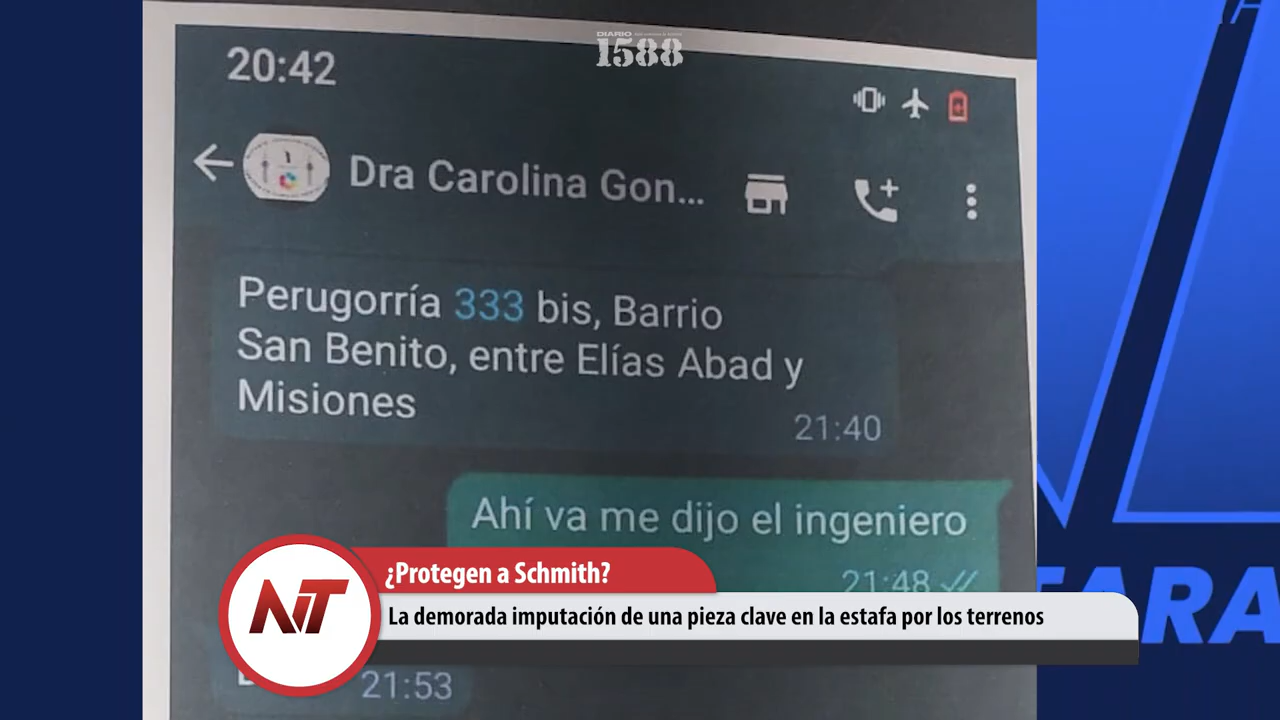 DIARIO
1588
20:42
Dra Carolina Gon...
Perugorría 333 bis, Barrio
San Benito, entre Elías Abad y
Misiones
21:40
Ahí va me dijo el ingeniero
21:48
¿Protegen a Schmith?
NT
La demorada imputación de una pieza clave en la estafa por los terrenos
TARA
21:53